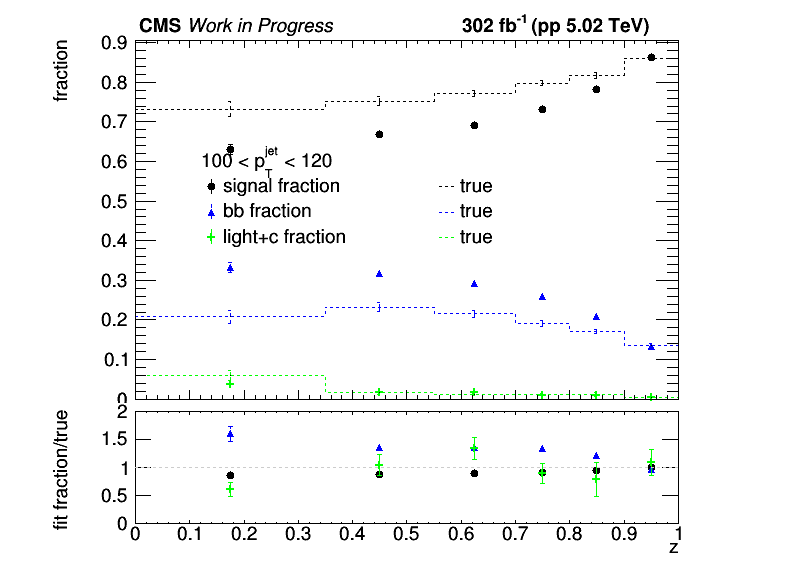 CMS Work in Progress 302 fb-1 (pp 5.02 TeV)
fraction
0.9
0.8
0.7
0.6
0.5
0.4
0.3
0.2
0.1
0
100 < p_T^jet < 120
signal fraction true
bb fraction true
light+c fraction true
fit fraction/true
2
1.5
1
0.5
0
0 0.1 0.2 0.3 0.4 0.5 0.6 0.7 0.8 0.9 1
z